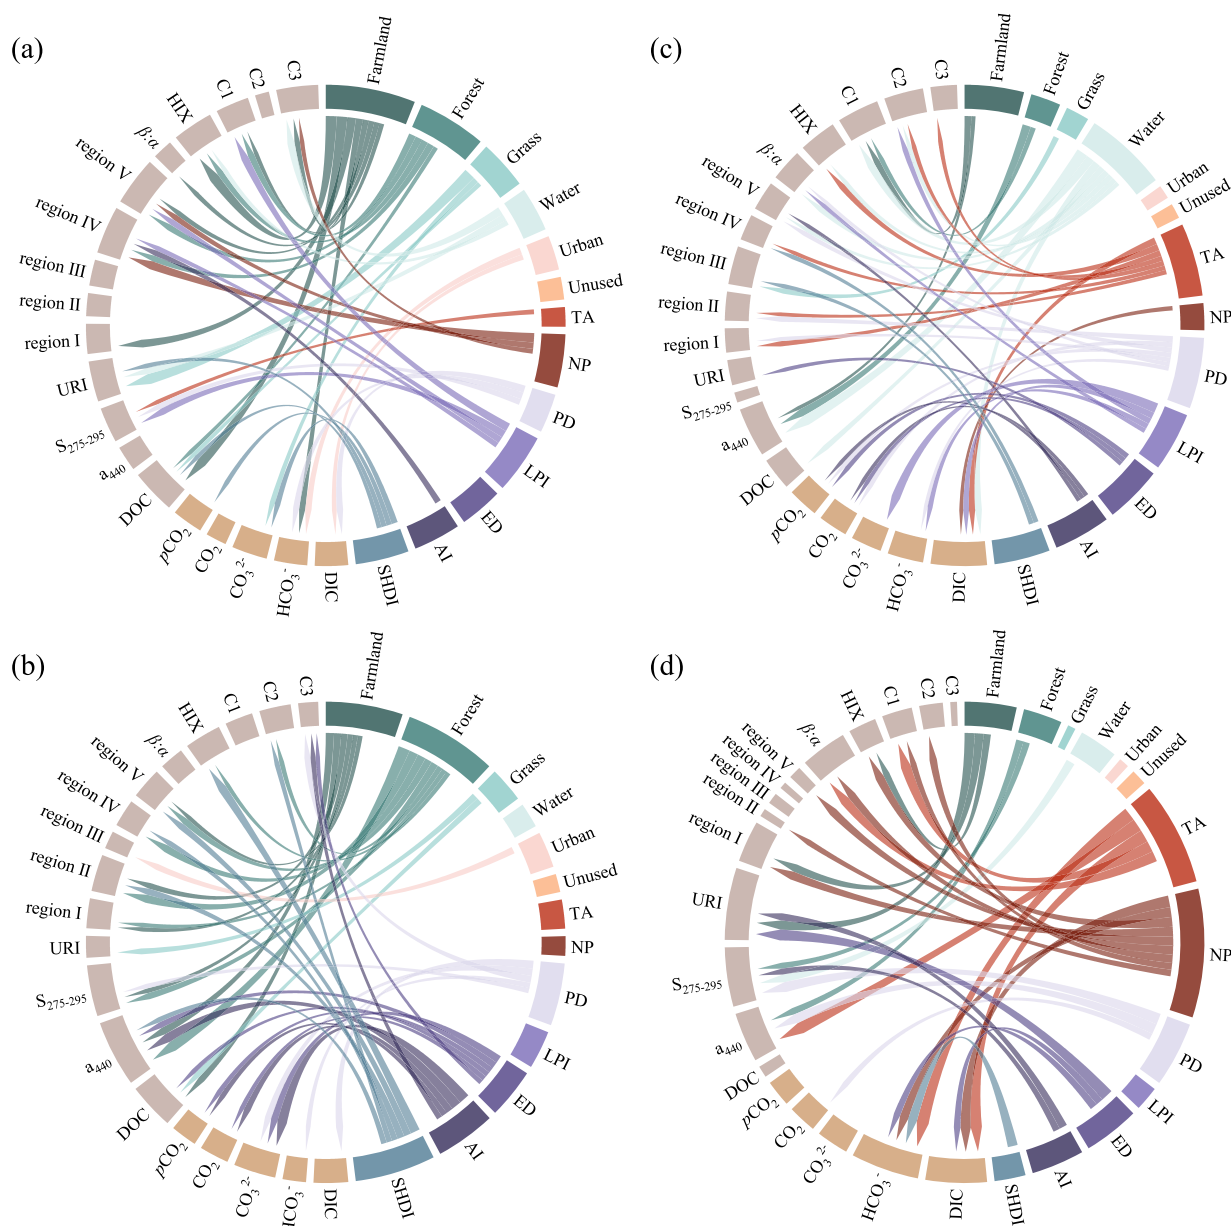 (a)
Farmland
Forest
Grass
Water
Urban
Unused
TA
NP
PD
LPI
ED
AI
SHDI
DIC
HCO₃⁻
CO₃²⁻
CO₂
pCO₂
DOC
a₄₄₀
S₂₇₅₋₂₉₅
URI
region I
region II
region III
region IV
region V
β:α
HIX
C1
C2
C3
(c)
Farmland
Forest
Grass
Water
Urban
Unused
TA
NP
PD
LPI
ED
AI
SHDI
DIC
HCO₃⁻
CO₃²⁻
CO₂
pCO₂
DOC
a₄₄₀
S₂₇₅₋₂₉₅
URI
region I
region II
region III
region IV
region V
β:α
HIX
C1
C2
C3
(b)
Farmland
Forest
Grass
Water
Urban
Unused
TA
NP
PD
LPI
ED
AI
SHDI
DIC
ICO₃⁻
CO₃²⁻
CO₂
pCO₂
DOC
a₄₄₀
S₂₇₅₋₂₉₅
URI
region I
region II
region III
region IV
region V
β:α
HIX
C1
C2
C3
(d)
Farmland
Forest
Grass
Water
Urban
Unused
TA
NP
PD
LPI
ED
AI
SHDI
DIC
HCO₃⁻
CO₃²⁻
CO₂
pCO₂
DOC
a₄₄₀
S₂₇₅₋₂₉₅
URI
region I
region II
region III
region IV
region V
β:α
HIX
C1
C2
C3